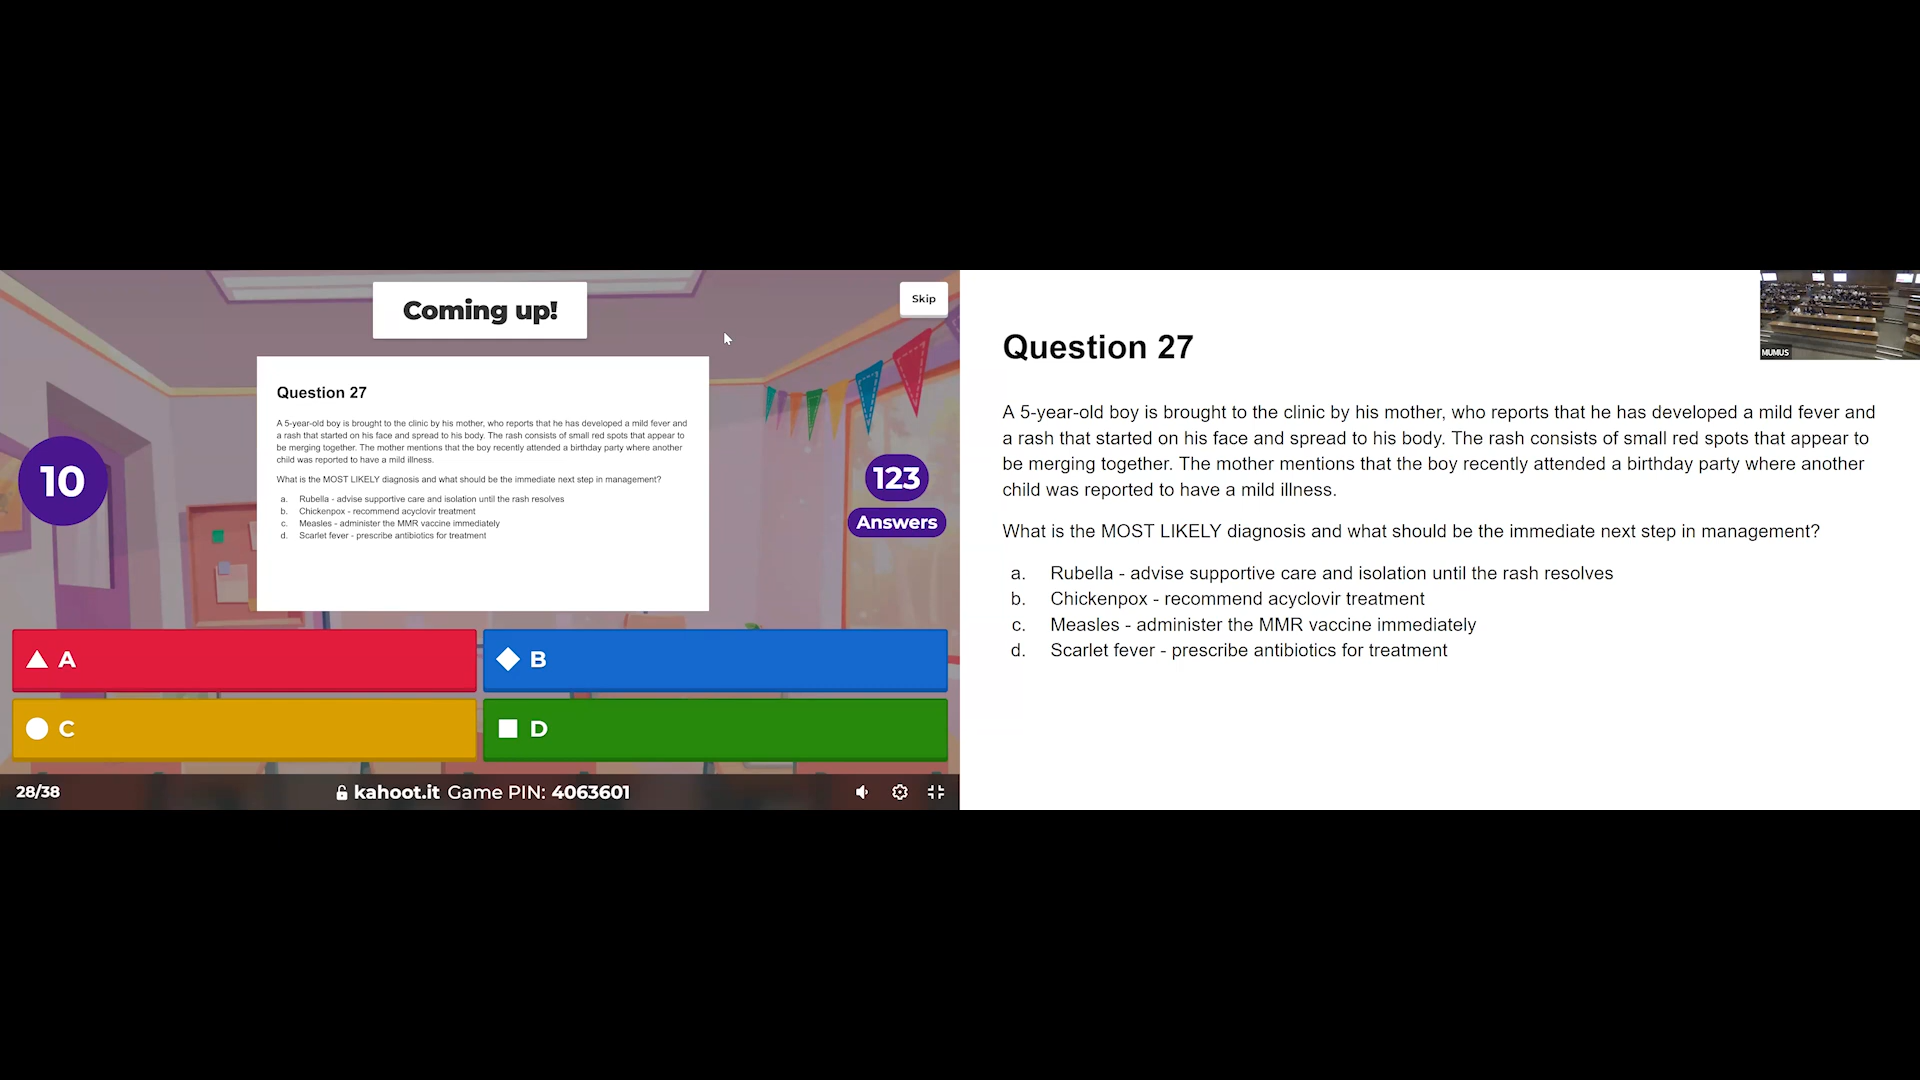 Coming up!
Skip
Question 27
A 5-year-old boy is brought to the clinic by his mother, who reports that he has developed a mild fever and
a rash that started on his face and spread to his body. The rash consists of small red spots that appear to
be merging together. The mother mentions that the boy recently attended a birthday party where another
child was reported to have a mild illness.
What is the MOST LIKELY diagnosis and what should be the immediate next step in management?
a. Rubella - advise supportive care and isolation until the rash resolves
b. Chickenpox - recommend acyclovir treatment
c. Measles - administer the MMR vaccine immediately
d. Scarlet fever - prescribe antibiotics for treatment
10
123
Answers
A
B
C
D
28/38
kahoot.it Game PIN: 4063601
MUMUS
Question 27
A 5-year-old boy is brought to the clinic by his mother, who reports that he has developed a mild fever and
a rash that started on his face and spread to his body. The rash consists of small red spots that appear to
be merging together. The mother mentions that the boy recently attended a birthday party where another
child was reported to have a mild illness.
What is the MOST LIKELY diagnosis and what should be the immediate next step in management?
a. Rubella - advise supportive care and isolation until the rash resolves
b. Chickenpox - recommend acyclovir treatment
c. Measles - administer the MMR vaccine immediately
d. Scarlet fever - prescribe antibiotics for treatment